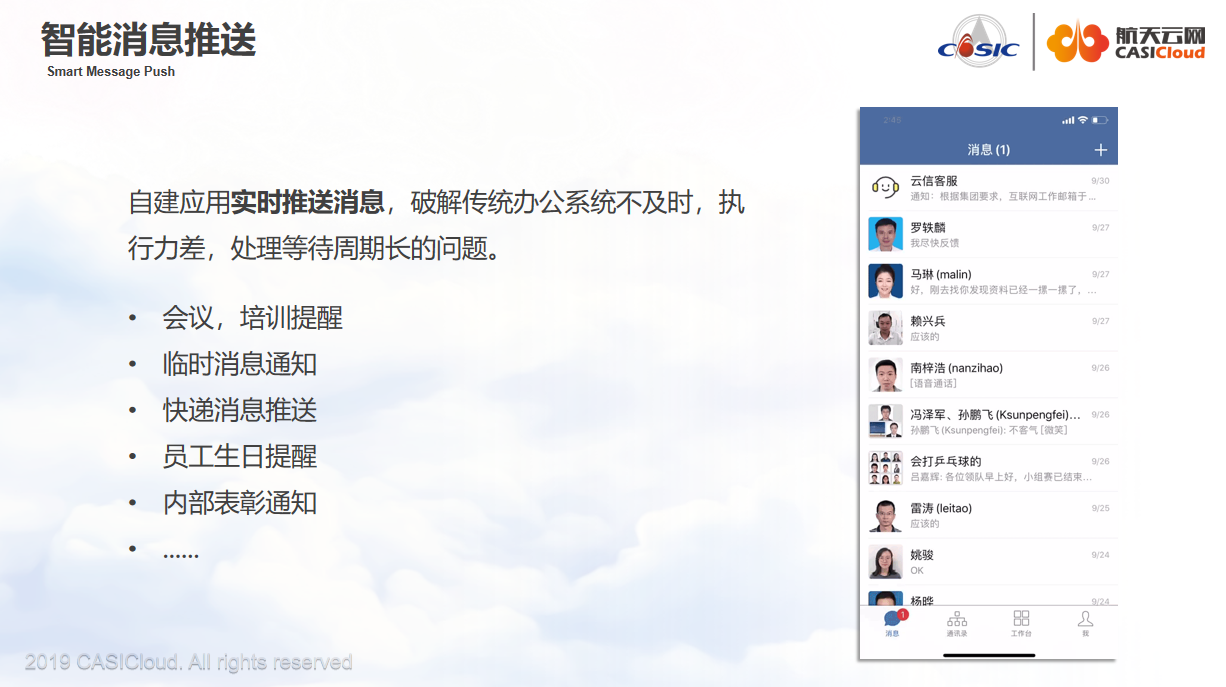 智能消息推送
Smart Message Push
CASIC
航天云网
CASICloud
自建应用实时推送消息，破解传统办公系统不及时，执
行力差，处理等待周期长的问题。
• 会议，培训提醒
• 临时消息通知
• 快递消息推送
• 员工生日提醒
• 内部表彰通知
• ......
2:45
消息 (1)
云信客服 9/30
通知：根据集团要求，互联网工作邮箱于...
罗轶麟 9/27
我尽快反馈
马琳 (malin) 9/27
好，刚去找你发现资料已经一摞一摞了，...
赖兴兵 9/27
应该的
南梓浩 (nanzihao) 9/26
[语音通话]
冯泽军、孙鹏飞 (Ksunpengfei)... 9/26
孙鹏飞 (Ksunpengfei): 不客气 [微笑]
会打乒乓球的 9/26
吕嘉辉: 各位领队早上好，小组赛已结束...
雷涛 (leitao) 9/25
应该的
姚骏 9/24
OK
杨晔 9/24
1
消息 通讯录 工作台 我
2019 CASICloud. All rights reserved